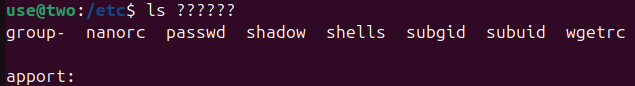 use@two:/etc$ ls ??????
group-  nanorc  passwd  shadow  shells  subgid  subuid  wgetrc
apport: